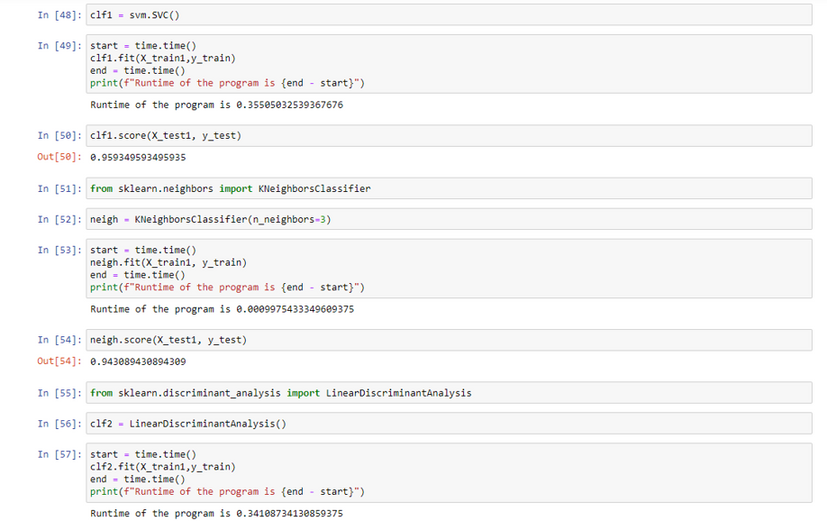 In [48]: clf1 = svm.SVC()
In [49]: start = time.time()
clf1.fit(X_train1,y_train)
end = time.time()
print(f"Runtime of the program is {end - start}")
Runtime of the program is 0.35505032539367676
In [50]: clf1.score(X_test1, y_test)
Out[50]: 0.959349593495935
In [51]: from sklearn.neighbors import KNeighborsClassifier
In [52]: neigh = KNeighborsClassifier(n_neighbors=3)
In [53]: start = time.time()
neigh.fit(X_train1, y_train)
end = time.time()
print(f"Runtime of the program is {end - start}")
Runtime of the program is 0.0009975433349609375
In [54]: neigh.score(X_test1, y_test)
Out[54]: 0.943089430894309
In [55]: from sklearn.discriminant_analysis import LinearDiscriminantAnalysis
In [56]: clf2 = LinearDiscriminantAnalysis()
In [57]: start = time.time()
clf2.fit(X_train1,y_train)
end = time.time()
print(f"Runtime of the program is {end - start}")
Runtime of the program is 0.34108734130859375